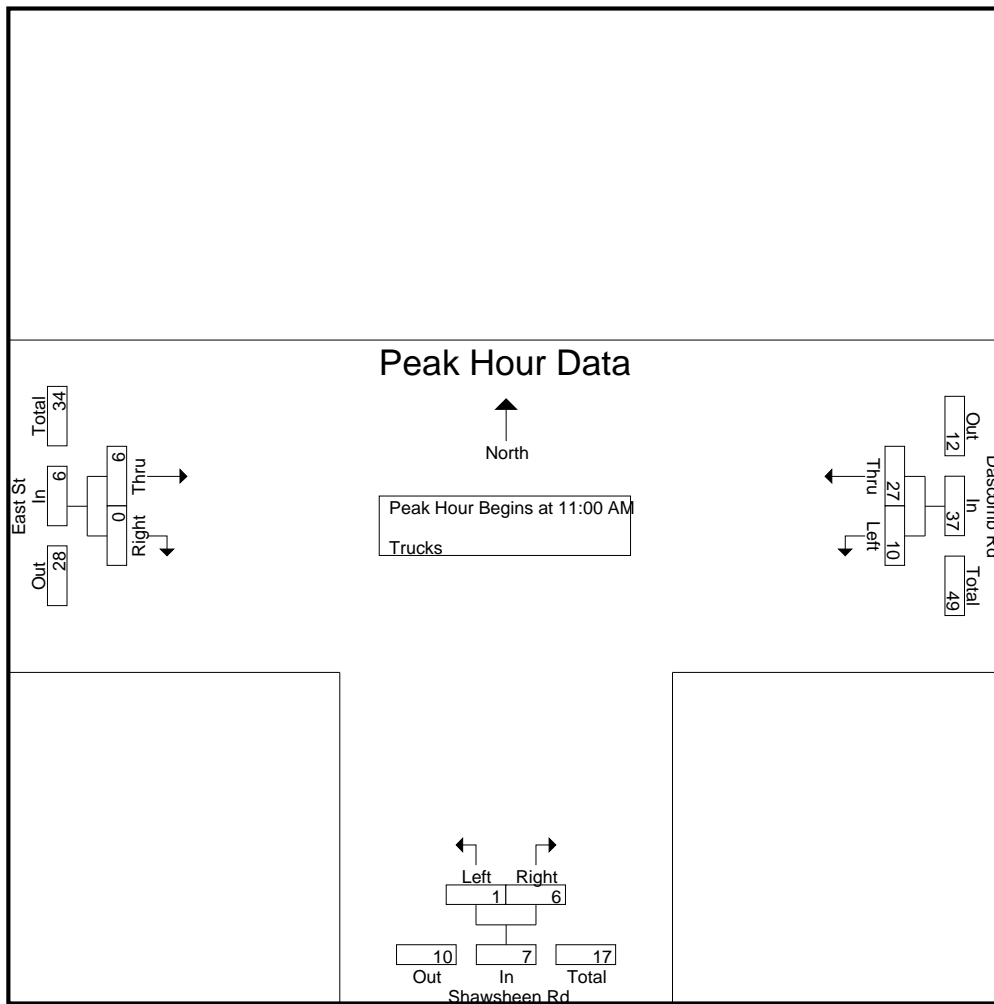 Peak Hour Data
North
Peak Hour Begins at 11:00 AM
Trucks
East St
Total
34
In
6
Out
28
6
Thru
0
Right
Out
12
In
37
Total
49
Thru
27
Left
10
Dascomb Rd
Left Right
1 6
10 7 17
Out In Total
Shawsheen Rd